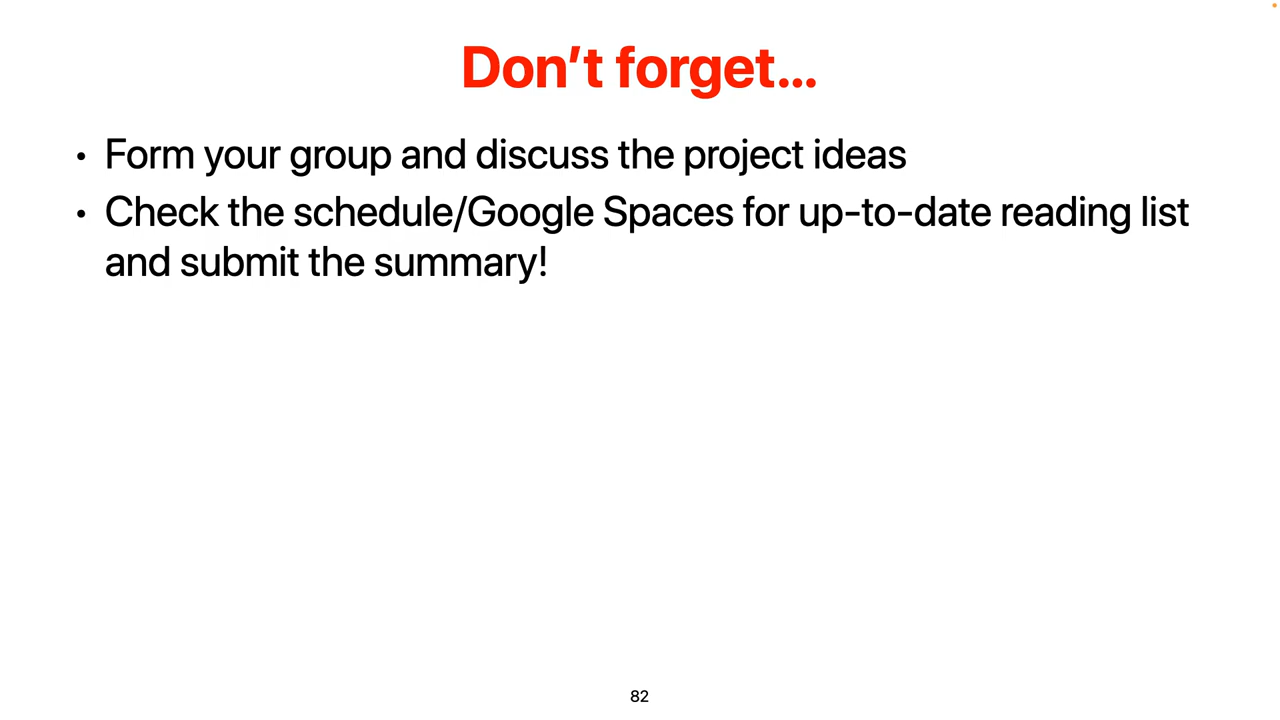 Don’t forget…
• Form your group and discuss the project ideas
• Check the schedule/Google Spaces for up-to-date reading list
and submit the summary!
82